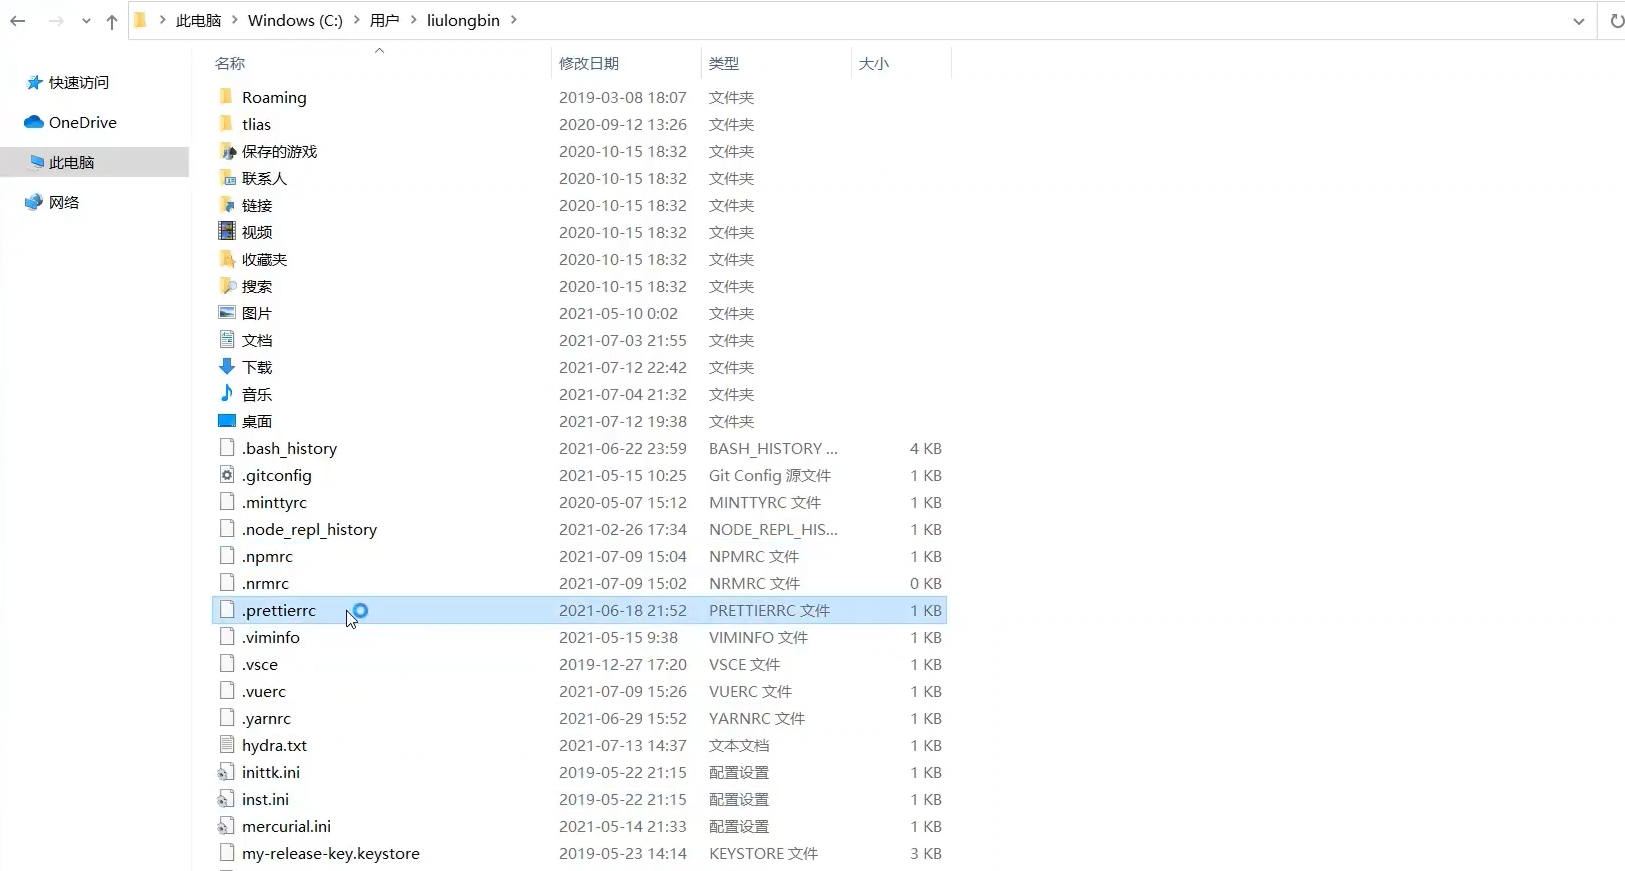 此电脑 Windows (C:) 用户 liulongbin
名称 修改日期 类型 大小
快速访问
OneDrive
此电脑
网络
Roaming 2019-03-08 18:07 文件夹
tlias 2020-09-12 13:26 文件夹
保存的游戏 2020-10-15 18:32 文件夹
联系人 2020-10-15 18:32 文件夹
链接 2020-10-15 18:32 文件夹
视频 2020-10-15 18:32 文件夹
收藏夹 2020-10-15 18:32 文件夹
搜索 2020-10-15 18:32 文件夹
图片 2021-05-10 0:02 文件夹
文档 2021-07-03 21:55 文件夹
下载 2021-07-12 22:42 文件夹
音乐 2021-07-04 21:32 文件夹
桌面 2021-07-12 19:38 文件夹
.bash_history 2021-06-22 23:59 BASH_HISTORY ... 4 KB
.gitconfig 2021-05-15 10:25 Git Config 源文件 1 KB
.minttyrc 2020-05-07 15:12 MINTTYRC 文件 1 KB
.node_repl_history 2021-02-26 17:34 NODE_REPL_HIS... 1 KB
.npmrc 2021-07-09 15:04 NPMRC 文件 1 KB
.nrmrc 2021-07-09 15:02 NRMRC 文件 0 KB
.prettierrc 2021-06-18 21:52 PRETTIERRC 文件 1 KB
.viminfo 2021-05-15 9:38 VIMINFO 文件 1 KB
.vsce 2019-12-27 17:20 VSCE 文件 1 KB
.vuerc 2021-07-09 15:26 VUERC 文件 1 KB
.yarnrc 2021-06-29 15:52 YARNRC 文件 1 KB
hydra.txt 2021-07-13 14:37 文本文档 1 KB
inittk.ini 2019-05-22 21:15 配置设置 1 KB
inst.ini 2019-05-22 21:15 配置设置 1 KB
mercurial.ini 2021-05-14 21:33 配置设置 1 KB
my-release-key.keystore 2019-05-23 14:14 KEYSTORE 文件 3 KB